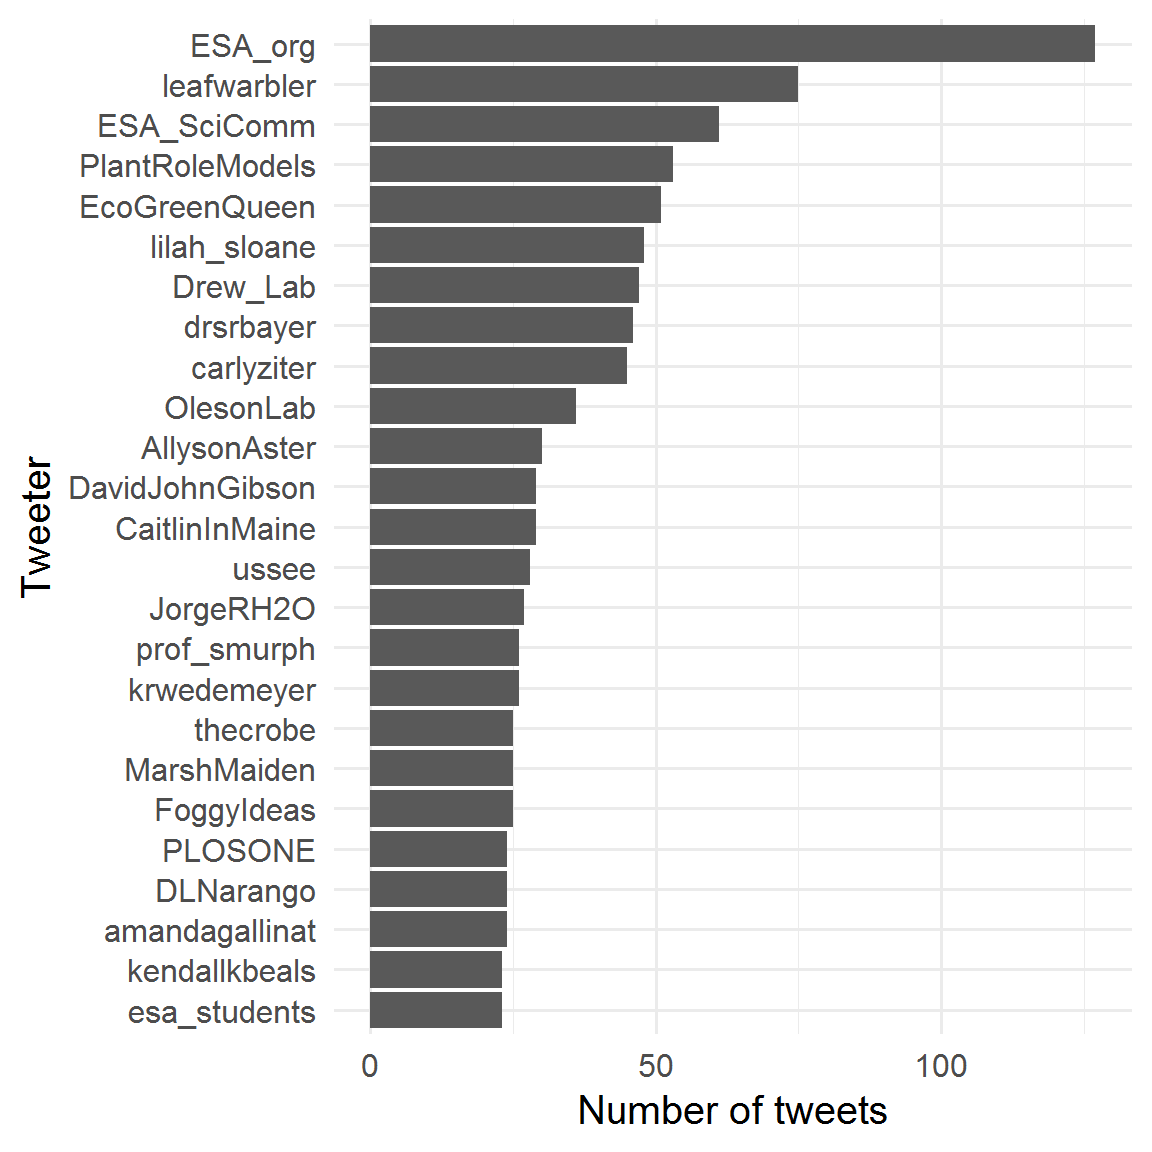 ESA_org
leafwarbler
ESA_SciComm
PlantRoleModels
EcoGreenQueen
lilah_sloane
Drew_Lab
drsrbayer
carlyziter
OlesonLab
AllysonAster
DavidJohnGibson
CaitlinInMaine
ussee
JorgeRH2O
prof_smurph
krwedemeyer
thecrobe
MarshMaiden
FoggyIdeas
PLOSONE
DLNarango
amandagallinat
kendallkbeals
esa_students
Tweeter
0 50 100
Number of tweets